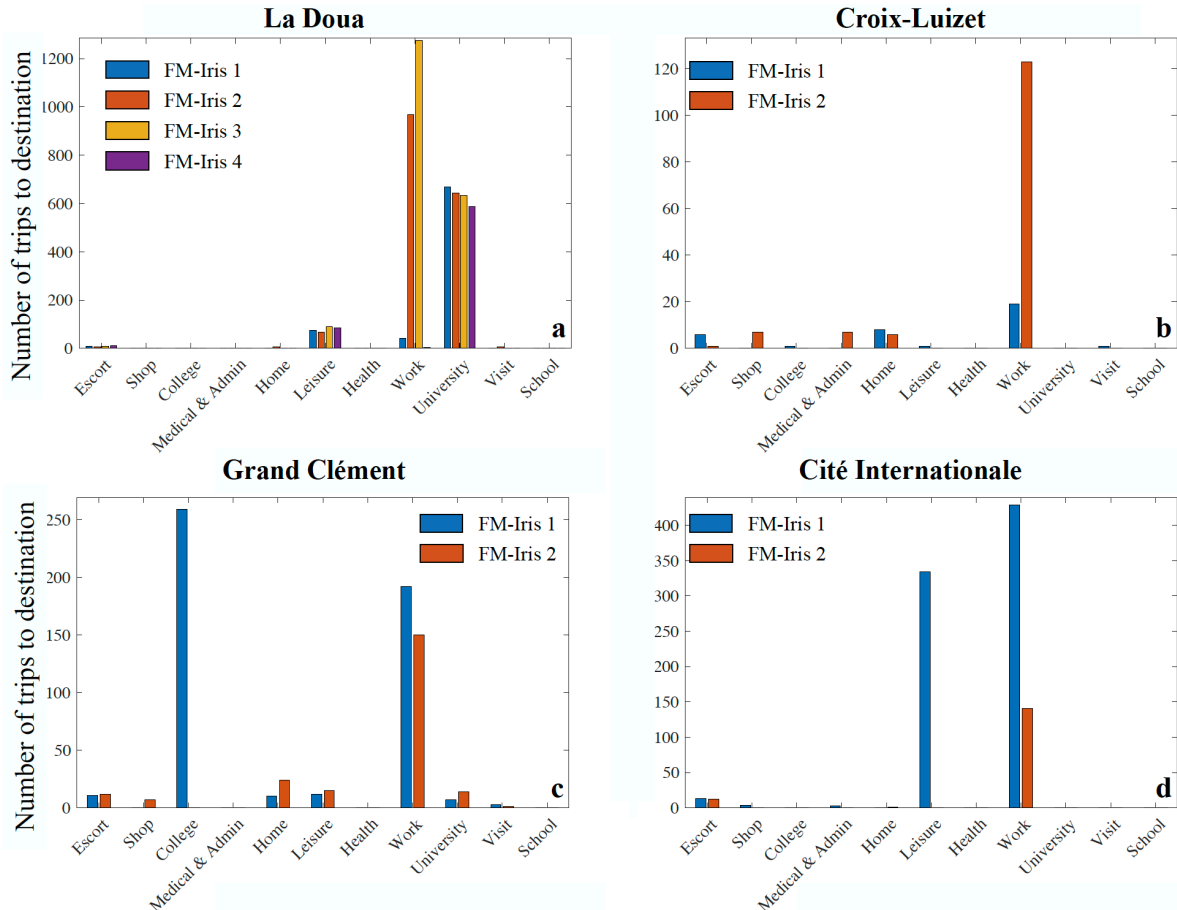 La Doua
Number of trips to destination
1200
1000
800
600
400
200
0
FM-Iris 1
FM-Iris 2
FM-Iris 3
FM-Iris 4
a
Escort
Shop
College
Medical & Admin
Home
Leisure
Health
Work
University
Visit
School
Croix-Luizet
120
100
80
60
40
20
0
FM-Iris 1
FM-Iris 2
b
Escort
Shop
College
Medical & Admin
Home
Leisure
Health
Work
University
Visit
School
Grand Clément
Number of trips to destination
250
200
150
100
50
0
FM-Iris 1
FM-Iris 2
c
Escort
Shop
College
Medical & Admin
Home
Leisure
Health
Work
University
Visit
School
Cité Internationale
400
350
300
250
200
150
100
50
0
FM-Iris 1
FM-Iris 2
d
Escort
Shop
College
Medical & Admin
Home
Leisure
Health
Work
University
Visit
School